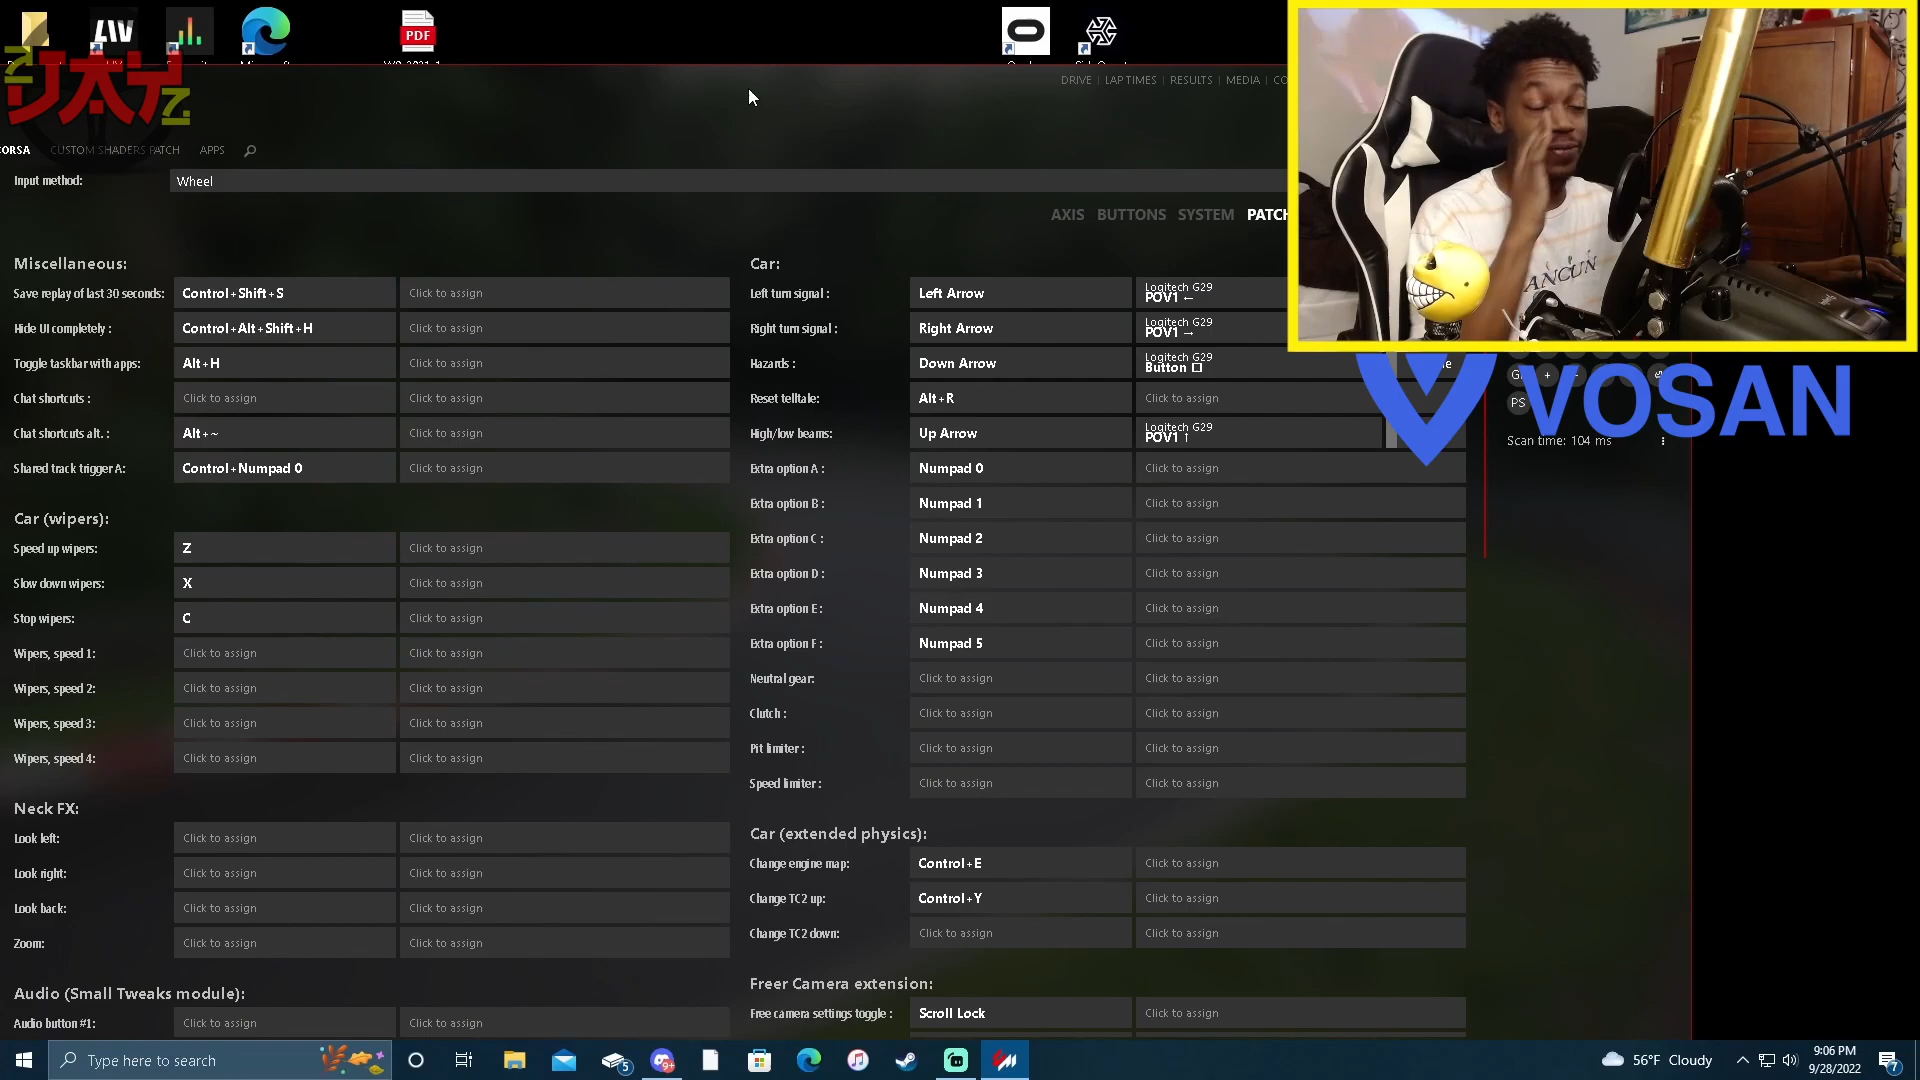 W9-2021-1
DRIVE | LAP TIMES | RESULTS | MEDIA | CO
JAY
Z
ORSA CUSTOM SHADERS PATCH APPS
Input method: Wheel
AXIS BUTTONS SYSTEM PATCH
Miscellaneous:
Save replay of last 30 seconds: Control+Shift+S Click to assign
Hide UI completely : Control+Alt+Shift+H Click to assign
Toggle taskbar with apps: Alt+H Click to assign
Chat shortcuts : Click to assign Click to assign
Chat shortcuts alt. : Alt+~ Click to assign
Shared track trigger A: Control+Numpad 0 Click to assign
Car (wipers):
Speed up wipers: Z Click to assign
Slow down wipers: X Click to assign
Stop wipers: C Click to assign
Wipers, speed 1: Click to assign Click to assign
Wipers, speed 2: Click to assign Click to assign
Wipers, speed 3: Click to assign Click to assign
Wipers, speed 4: Click to assign Click to assign
Neck FX:
Look left: Click to assign Click to assign
Look right: Click to assign Click to assign
Look back: Click to assign Click to assign
Zoom: Click to assign Click to assign
Audio (Small Tweaks module):
Audio button #1: Click to assign Click to assign
Car:
Left turn signal : Left Arrow Logitech G29 POV1 ←
Right turn signal : Right Arrow Logitech G29 POV1 →
Hazards : Down Arrow Logitech G29 Button □
Reset telltale: Alt+R Click to assign
High/low beams: Up Arrow Logitech G29 POV1 ↑
Extra option A : Numpad 0 Click to assign
Extra option B : Numpad 1 Click to assign
Extra option C : Numpad 2 Click to assign
Extra option D : Numpad 3 Click to assign
Extra option E : Numpad 4 Click to assign
Extra option F : Numpad 5 Click to assign
Neutral gear: Click to assign Click to assign
Clutch : Click to assign Click to assign
Pit limiter : Click to assign Click to assign
Speed limiter : Click to assign Click to assign
Car (extended physics):
Change engine map: Control+E Click to assign
Change TC2 up: Control+Y Click to assign
Change TC2 down: Click to assign Click to assign
Freer Camera extension:
Free camera settings toggle : Scroll Lock Click to assign
ANCUN
VOSAN
PS
Scan time: 104 ms
PDF
Type here to search
5
9+
56°F Cloudy
9:06 PM
9/28/2022
7